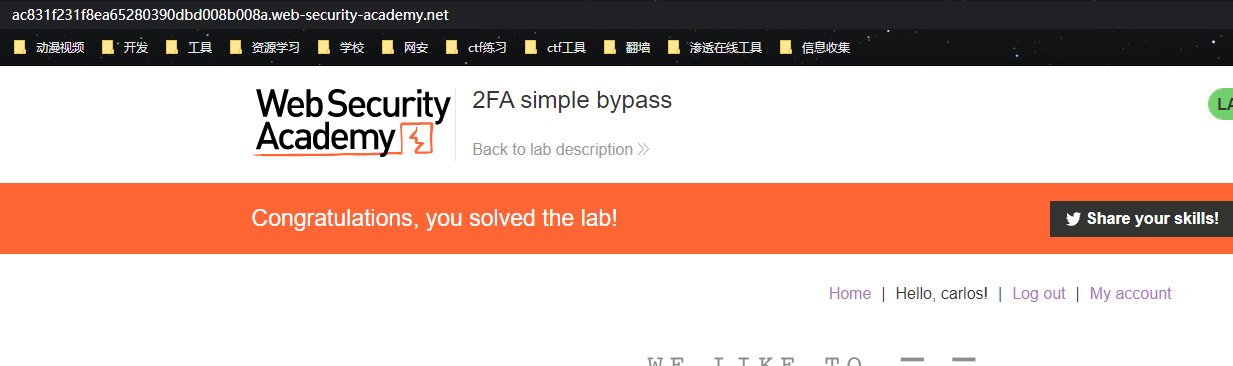 ac831f231f8ea65280390dbd008b008a.web-security-academy.net
动漫视频 开发 工具 资源学习 学校 网安 ctf练习 ctf工具 翻墙 渗透在线工具 信息收集
Web Security
Academy
2FA simple bypass
LA
Back to lab description
Congratulations, you solved the lab!
Share your skills!
Home | Hello, carlos! | Log out | My account
WE LIKE TO